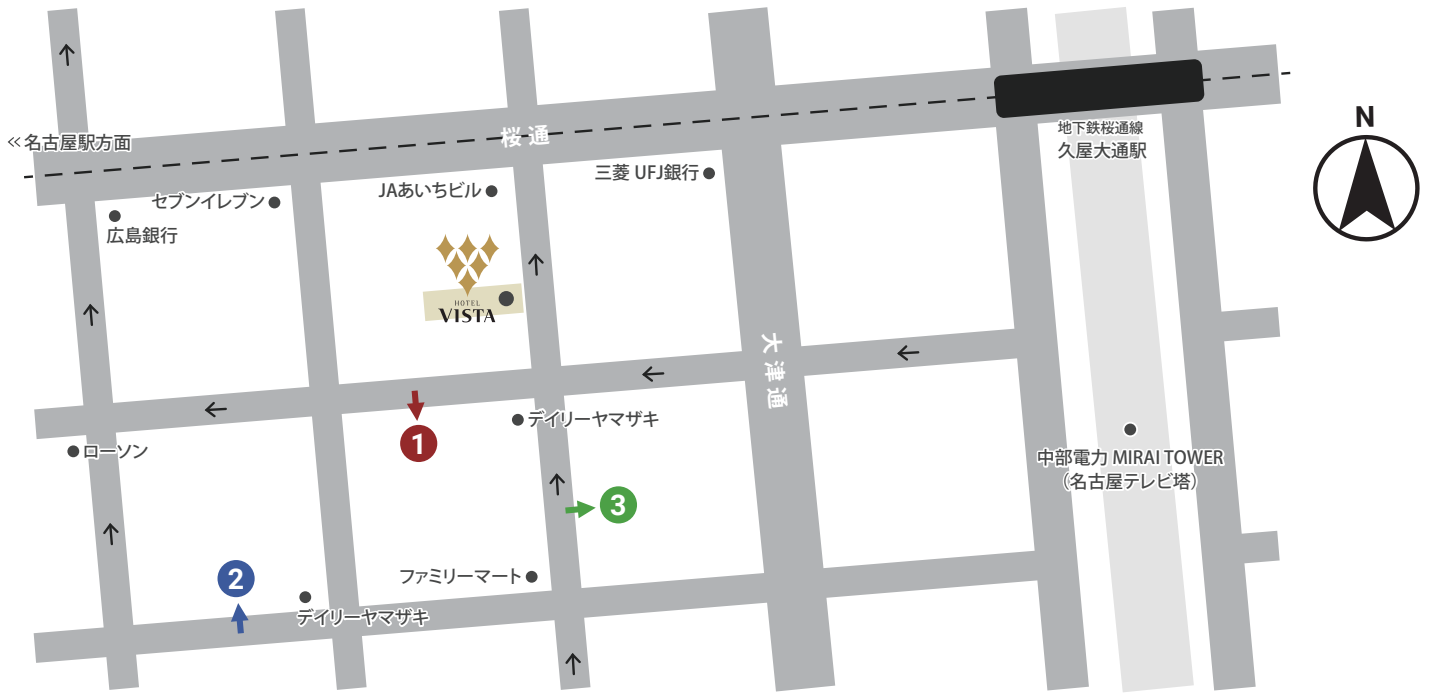 N
桜通
地下鉄桜通線
久屋大通駅
≪名古屋駅方面
三菱 UFJ銀行
JAあいちビル
セブンイレブン
広島銀行
HOTEL
VISTA
大津通
デイリーヤマザキ
1
ローソン
中部電力 MIRAI TOWER
（名古屋テレビ塔）
3
2
ファミリーマート
デイリーヤマザキ